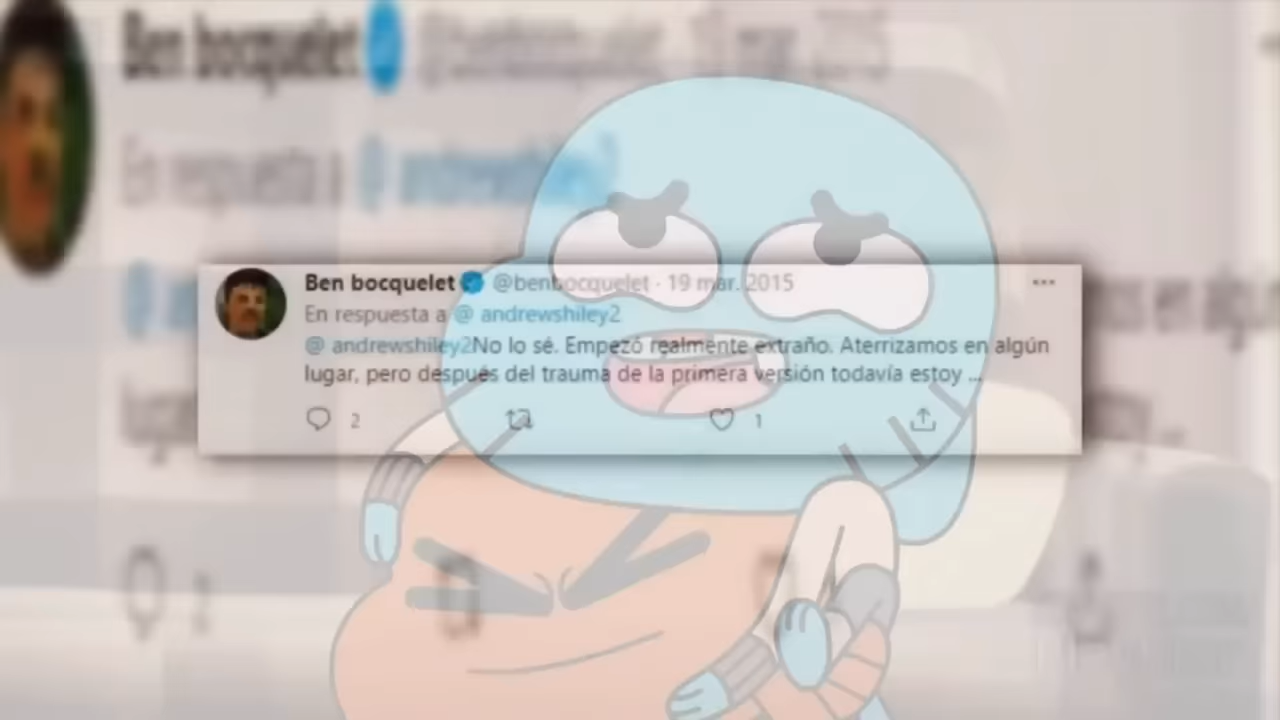 Ben bocquelet @benbocquelet · 19 mar. 2015
En respuesta a @ andrewshiley2
@ andrewshiley2No lo sé. Empezó realmente extraño. Aterrizamos en algún
lugar, pero después del trauma de la primera versión todavía estoy ...
2 1